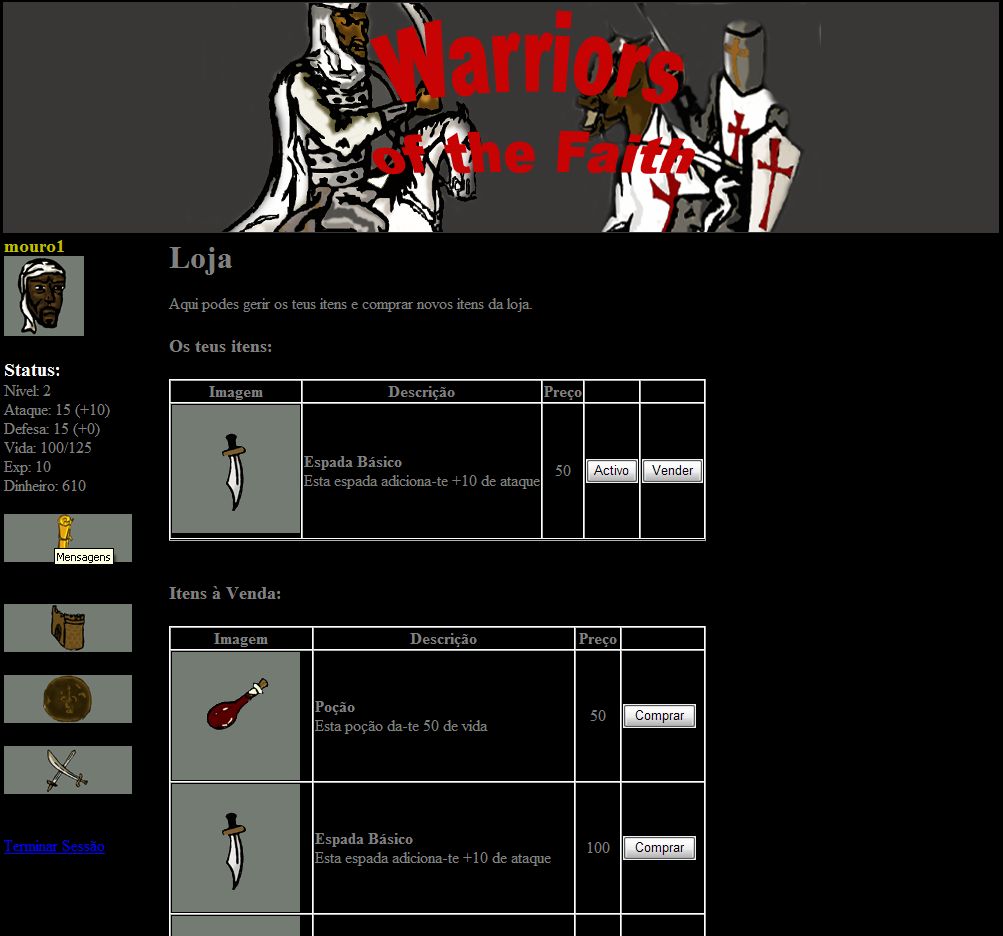 Warriors
of the Faith
mouro1
Status:
Nível: 2
Ataque: 15 (+10)
Defesa: 15 (+0)
Vida: 100/125
Exp: 10
Dinheiro: 610
Mensagens
Terminar Sessão
Loja
Aqui podes gerir os teus itens e comprar novos itens da loja.
Os teus itens:
Imagem Descrição Preço
Espada Básico
Esta espada adiciona-te +10 de ataque
50 Activo Vender
Itens à Venda:
Imagem Descrição Preço
Poção
Esta poção da-te 50 de vida
50 Comprar
Espada Básico
Esta espada adiciona-te +10 de ataque
100 Comprar